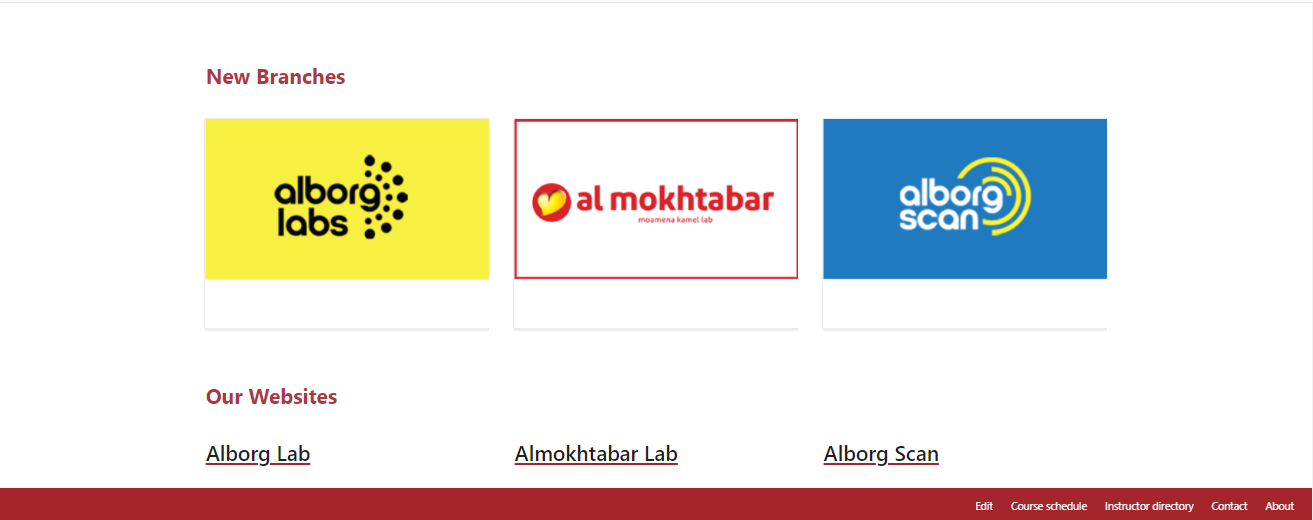 New Branches
alborg
labs
al mokhtabar
moamena kamel lab
alborg
scan
Our Websites
Alborg Lab
Almokhtabar Lab
Alborg Scan
Edit Course schedule Instructor directory Contact About